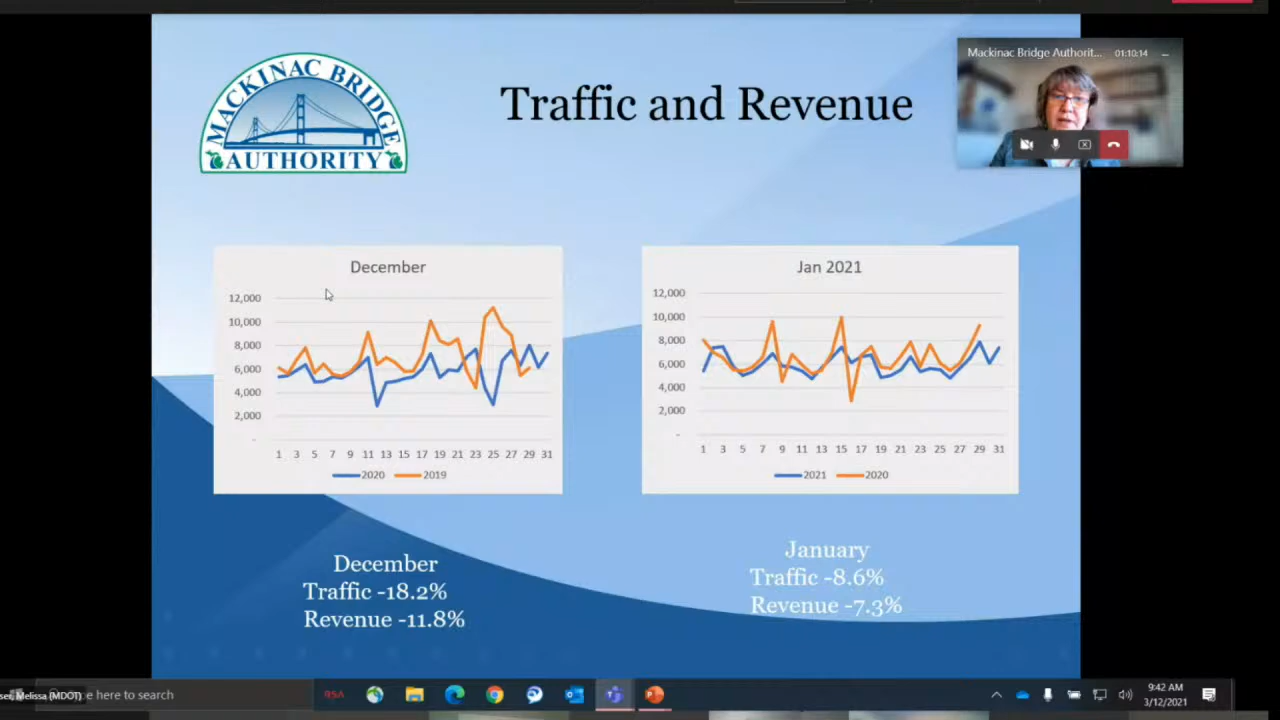 MACKINAC BRIDGE
AUTHORITY
Traffic and Revenue
Mackinac Bridge Authorit...
01:10:14
December
12,000
10,000
8,000
6,000
4,000
2,000
-
1 3 5 7 9 11 13 15 17 19 21 23 25 27 29 31
2020 2019
Jan 2021
12,000
10,000
8,000
6,000
4,000
2,000
-
1 3 5 7 9 11 13 15 17 19 21 23 25 27 29 31
2021 2020
December
Traffic -18.2%
Revenue -11.8%
January
Traffic -8.6%
Revenue -7.3%
ser, Melissa (MDOT)
e here to search
RSA
9:42 AM
3/12/2021